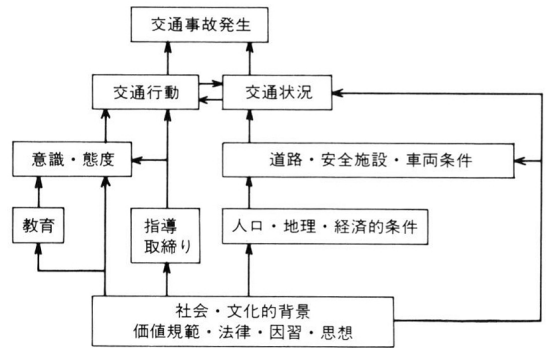 交通事故発生
交通行動
交通状況
意識・態度
道路・安全施設・車両条件
教育
指導
取締り
人口・地理・経済的条件
社会・文化的背景
価値規範・法律・因習・思想